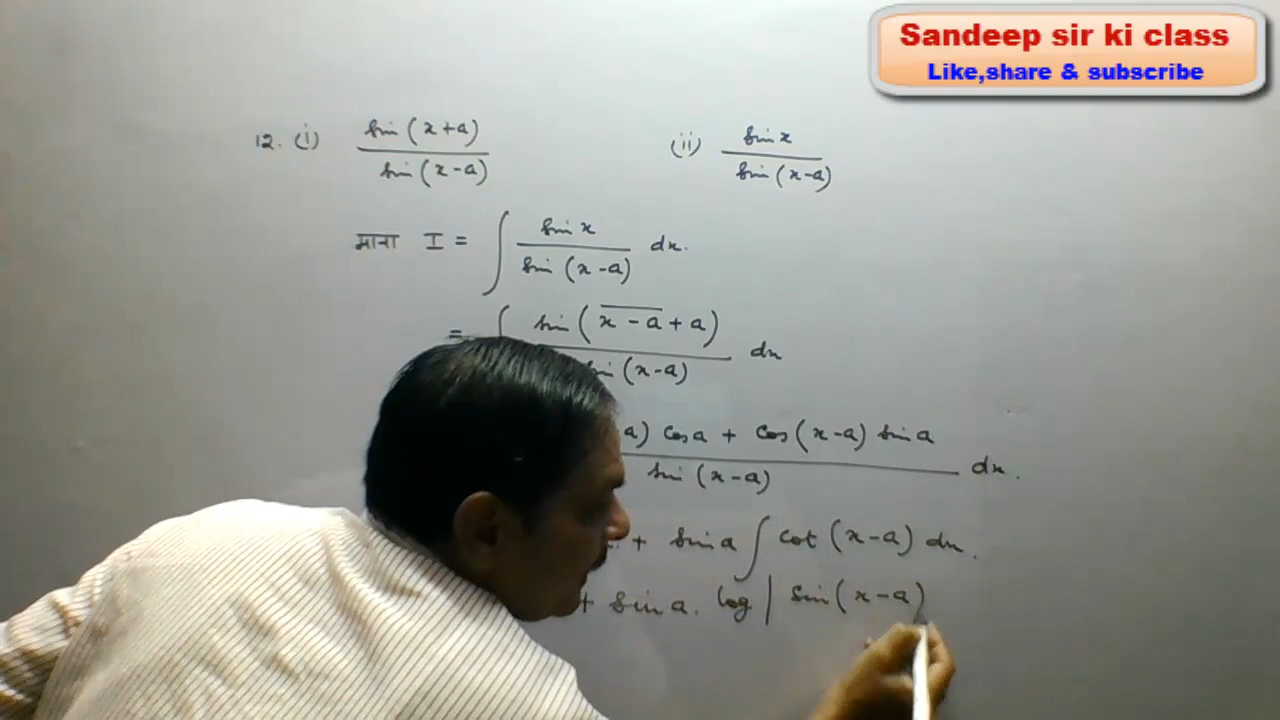 Sandeep sir ki class
Like,share & subscribe
12. (i) sin (x+a) / sin (x-a) (ii) sin x / sin (x-a)
माना I = ∫ sin x / sin (x-a) dx.
= ∫ sin (x-a + a) / sin (x-a) dx
a) cos a + cos (x-a) sin a / sin (x-a) dx.
+ sin a ∫ cot (x-a) dx.
+ sin a. log | sin (x-a)